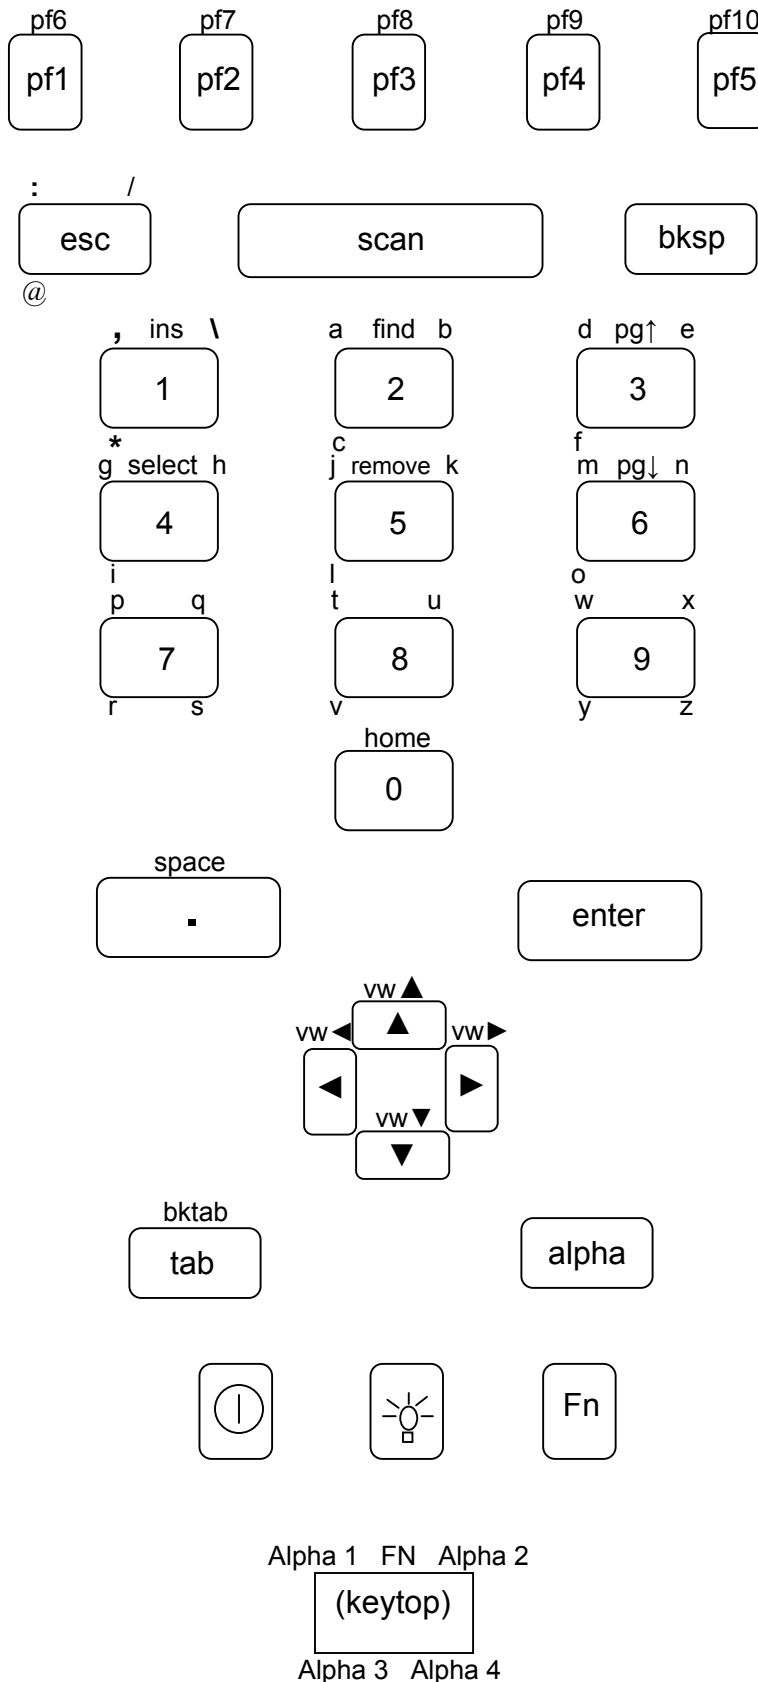 pf6 pf7 pf8 pf9 pf10
pf1 pf2 pf3 pf4 pf5
: /
esc scan bksp
@
, ins \ a find b d pg↑ e
1 2 3
* c f
g select h j remove k m pg↓ n
4 5 6
i l o
p q t u w x
7 8 9
r s v y z
home
0
space
. enter
vw▲
vw◄ ▲ vw►
◄ ►
vw▼
▼
bktab
tab alpha
Fn
Alpha 1 FN Alpha 2
(keytop)
Alpha 3 Alpha 4